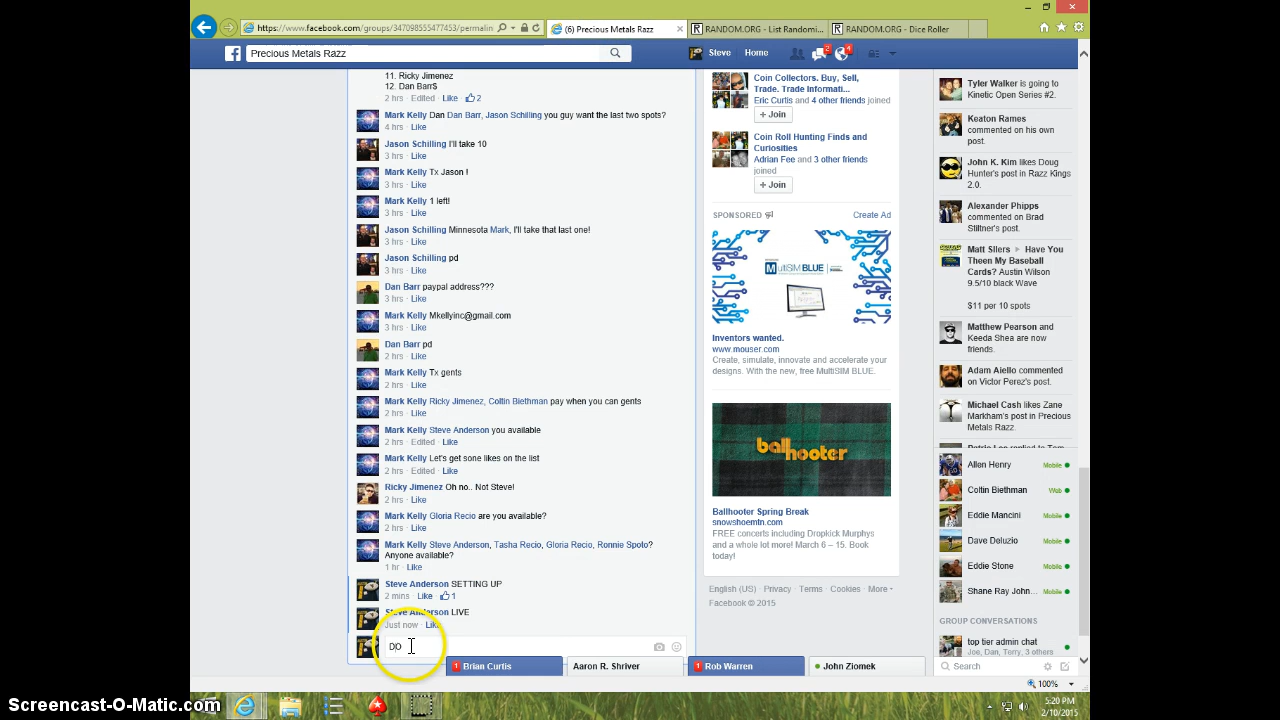 https://www.facebook.com/groups/347098555477453/permalin
(6) Precious Metals Razz
RANDOM.ORG - List Randomi...
RANDOM.ORG - Dice Roller
Precious Metals Razz
Steve
Home
2
4
11. Ricky Jimenez
12. Dan Barr$
2 hrs · Edited · Like · 2
Mark Kelly Dan Dan Barr, Jason Schilling you guy want the last two spots?
4 hrs · Like
Jason Schilling I'll take 10
3 hrs · Like
Mark Kelly Tx Jason !
3 hrs · Like
Mark Kelly 1 left!
3 hrs · Like
Jason Schilling Minnesota Mark, I'll take that last one!
3 hrs · Like
Jason Schilling pd
3 hrs · Like
Dan Barr paypal address???
3 hrs · Like
Mark Kelly Mkellyinc@gmail.com
3 hrs · Like
Dan Barr pd
2 hrs · Like
Mark Kelly Tx gents
2 hrs · Like
Mark Kelly Ricky Jimenez, Coltin Biethman pay when you can gents
2 hrs · Like
Mark Kelly Steve Anderson you available
2 hrs · Edited · Like
Mark Kelly Let's get sone likes on the list
2 hrs · Edited · Like
Ricky Jimenez Oh no.. Not Steve!
2 hrs · Like
Mark Kelly Gloria Recio are you available?
2 hrs · Like
Mark Kelly Steve Anderson, Tasha Recio, Gloria Recio, Ronnie Spoto?
Anyone available?
1 hr · Like
Steve Anderson SETTING UP
2 mins · Like · 1
Steve Anderson LIVE
Just now · Like
D|O
Coin Collectors. Buy, Sell,
Trade. Trade Informati...
Eric Curtis and 4 other friends joined
+ Join
Coin Roll Hunting Finds and
Curiosities
Adrian Fee and 3 other friends
joined
+ Join
SPONSORED
Create Ad
MultiSIM BLUE
Inventors wanted.
www.mouser.com
Create, simulate, innovate and accelerate your
designs. With the new, free MultiSIM BLUE.
ball
hooter
Ballhooter Spring Break
snowshoemtn.com
FREE concerts including Dropkick Murphys
and a whole lot more! March 6 – 15. Book
today!
English (US) · Privacy · Terms · Cookies · More
Facebook © 2015
Tyler Walker is going to
Kinetic Open Series #2.
Keaton Rames
commented on his own
post.
John K. Kim likes Doug
Hunter's post in Razz Kings
2.0.
Alexander Phipps
commented on Brad
Stiltner's post.
Matt Sliers ▸ Have You
Theen My Baseball
Cards? Austin Wilson
9.5/10 black Wave
$11 per 10 spots
Matthew Pearson and
Keeda Shea are now
friends.
Adam Aiello commented
on Victor Perez's post.
Michael Cash likes Zane
Markham's post in Precious
Metals Razz.
Allen Henry Mobile
Coltin Biethman Web
Eddie Mancini Mobile
Dave Deluzio Mobile
Eddie Stone Mobile
Shane Ray John... Mobile
GROUP CONVERSATIONS
top tier admin chat
Joe, Dan, Terry, 3 others
Search
1 Brian Curtis
Aaron R. Shriver
1 Rob Warren
John Ziomek
100%
5:20 PM
2/10/2015
Screencast-O-Matic.com